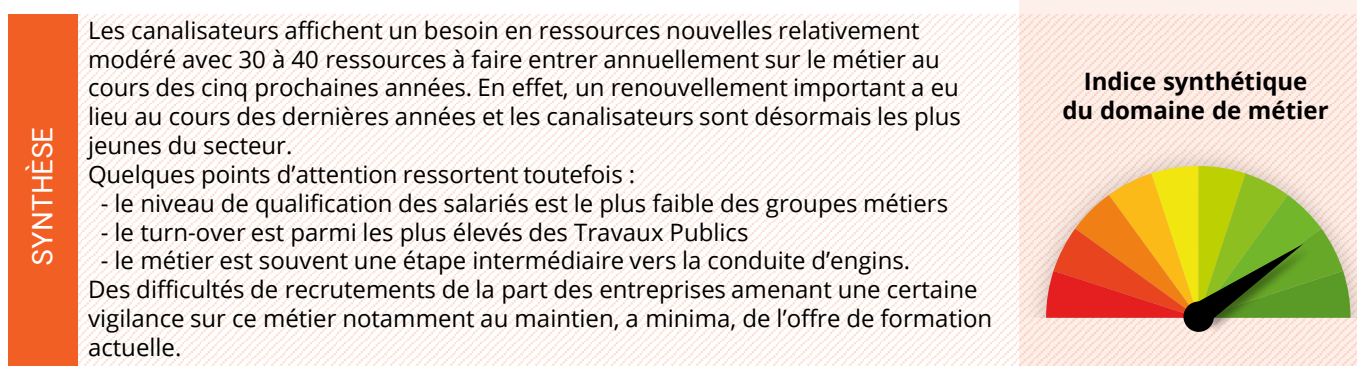 SYNTHÈSE
Les canalisateurs affichent un besoin en ressources nouvelles relativement
modéré avec 30 à 40 ressources à faire entrer annuellement sur le métier au
cours des cinq prochaines années. En effet, un renouvellement important a eu
lieu au cours des dernières années et les canalisateurs sont désormais les plus
jeunes du secteur.
Quelques points d’attention ressortent toutefois :
- le niveau de qualification des salariés est le plus faible des groupes métiers
- le turn-over est parmi les plus élevés des Travaux Publics
- le métier est souvent une étape intermédiaire vers la conduite d’engins.
Des difficultés de recrutements de la part des entreprises amenant une certaine
vigilance sur ce métier notamment au maintien, a minima, de l’offre de formation
actuelle.
Indice synthétique
du domaine de métier